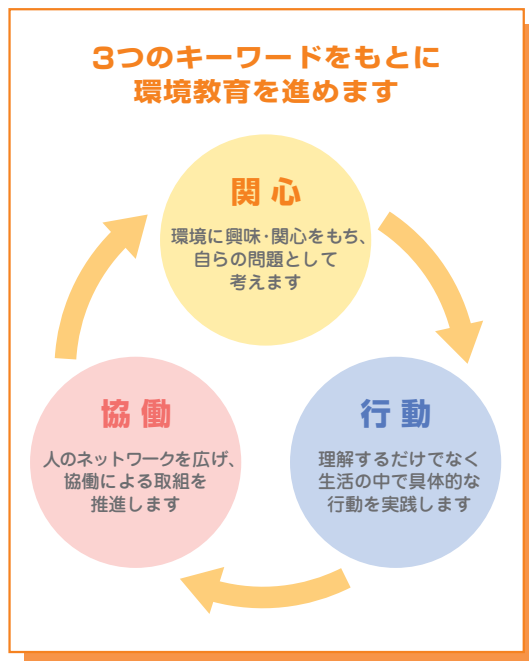 3つのキーワードをもとに
環境教育を進めます
関心
環境に興味・関心をもち、
自らの問題として
考えます
協働
人のネットワークを広げ、
協働による取組を
推進します
行動
理解するだけでなく
生活の中で具体的な
行動を実践します